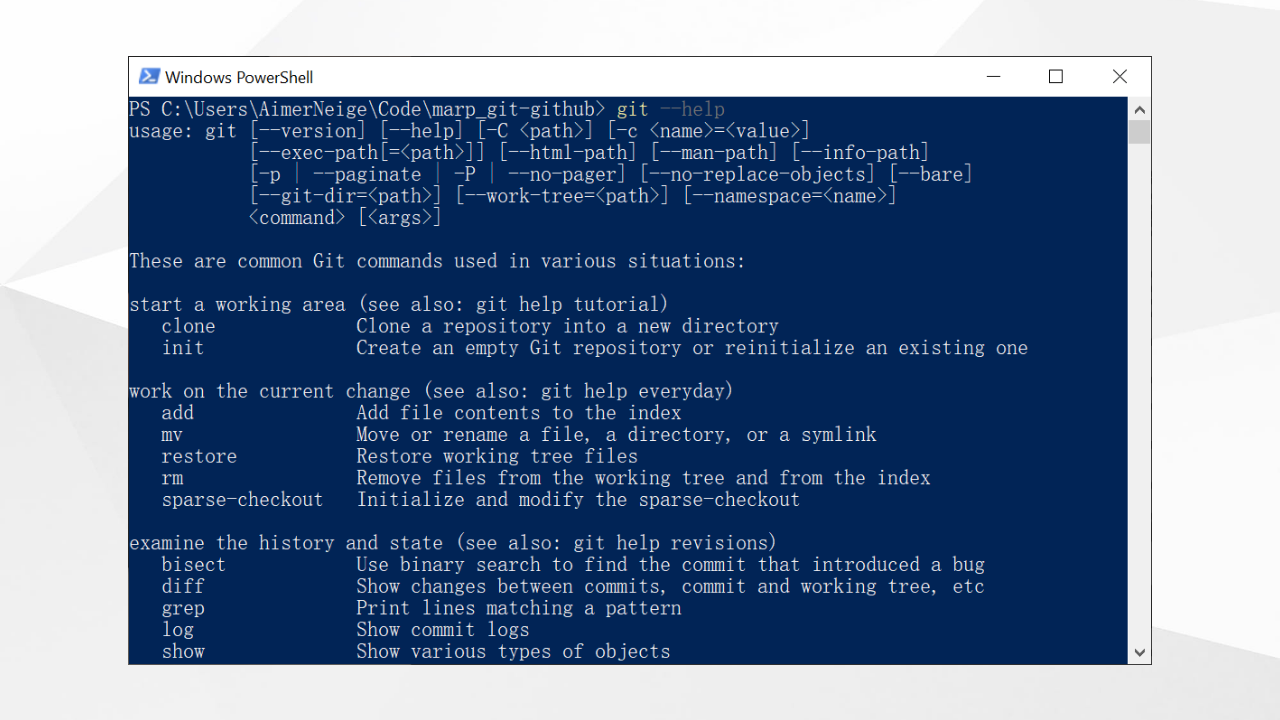 Windows PowerShell
PS C:\Users\AimerNeige\Code\marp_git-github> git --help
usage: git [--version] [--help] [-C <path>] [-c <name>=<value>]
           [--exec-path[=<path>]] [--html-path] [--man-path] [--info-path]
           [-p | --paginate | -P | --no-pager] [--no-replace-objects] [--bare]
           [--git-dir=<path>] [--work-tree=<path>] [--namespace=<name>]
           <command> [<args>]
These are common Git commands used in various situations:
start a working area (see also: git help tutorial)
   clone             Clone a repository into a new directory
   init              Create an empty Git repository or reinitialize an existing one
work on the current change (see also: git help everyday)
   add               Add file contents to the index
   mv                Move or rename a file, a directory, or a symlink
   restore           Restore working tree files
   rm                Remove files from the working tree and from the index
   sparse-checkout   Initialize and modify the sparse-checkout
examine the history and state (see also: git help revisions)
   bisect            Use binary search to find the commit that introduced a bug
   diff              Show changes between commits, commit and working tree, etc
   grep              Print lines matching a pattern
   log               Show commit logs
   show              Show various types of objects